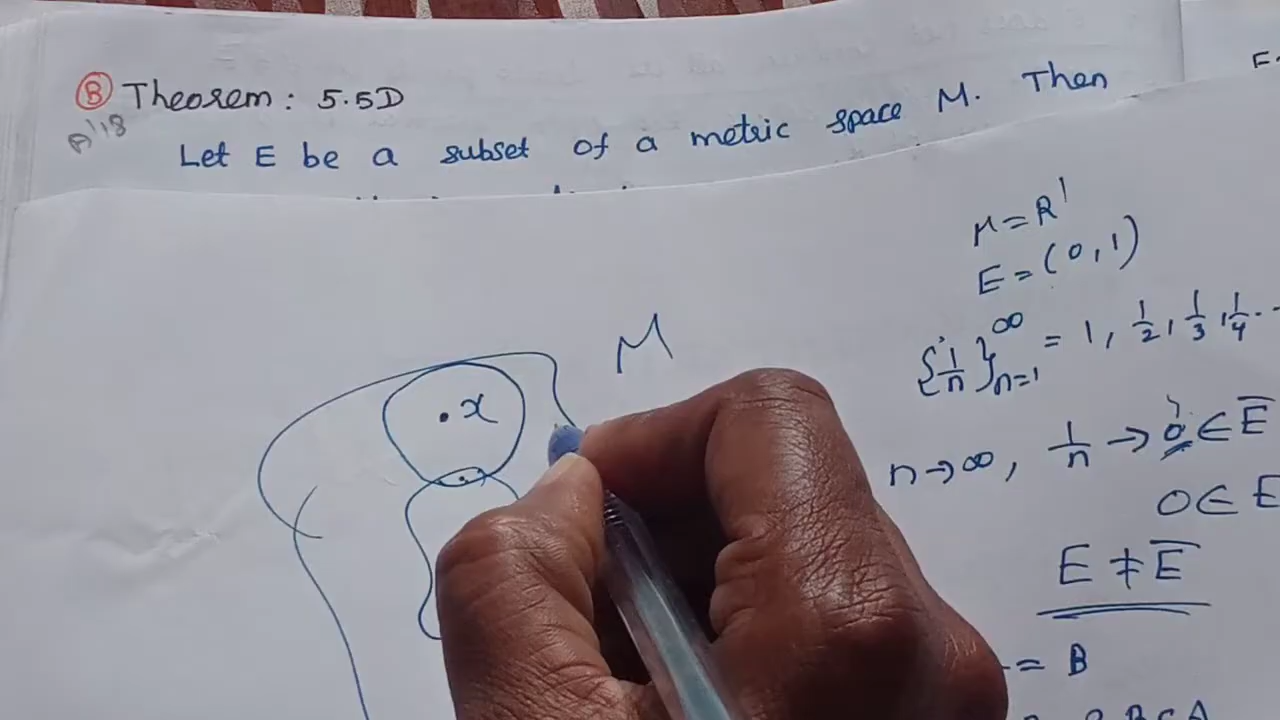 Ⓑ Theorem: 5.5D
A'18
Let E be a subset of a metric space M. Then
M = R¹
E = (0,1)
{1/n}∞n=1 = 1, 1/2, 1/3, 1/4 ..
n→∞, 1/n → 0 ∈ E̅
0 ∈ E
E ≠ E̅
M
x
= B